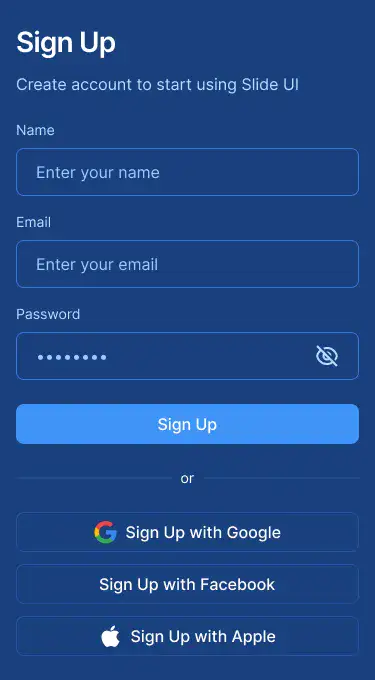 Sign Up
Create account to start using Slide UI
Name
Enter your name
Email
Enter your email
Password
••••••••
Sign Up
or
Sign Up with Google
Sign Up with Facebook
Sign Up with Apple